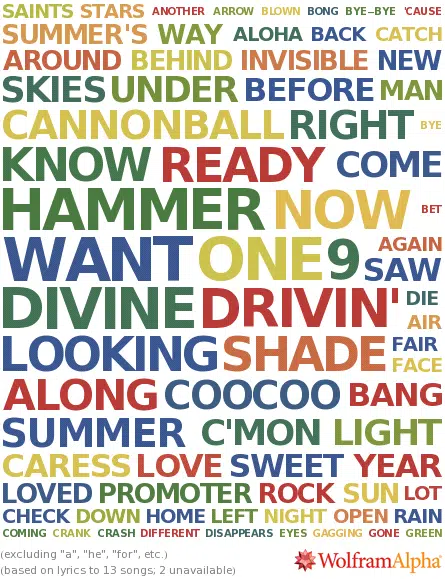 SAINTS STARS ANOTHER ARROW BLOWN BONG BYE–BYE 'CAUSE
SUMMER'S WAY ALOHA BACK CATCH
AROUND BEHIND INVISIBLE NEW
SKIES UNDER BEFORE MAN
CANNONBALL RIGHT BYE
KNOW READY COME
HAMMER NOW BET
WANT ONE 9 AGAIN
SAW
DIVINE DRIVIN' DIE
AIR
LOOKING SHADE FAIR
FACE
ALONG COOCOO BANG
SUMMER C'MON LIGHT
CARESS LOVE SWEET YEAR
LOVED PROMOTER ROCK SUN LOT
CHECK DOWN HOME LEFT NIGHT OPEN RAIN
COMING CRANK CRASH DIFFERENT DISAPPEARS EYES GAGGING GONE GREEN
(excluding "a", "he", "for", etc.)
(based on lyrics to 13 songs; 2 unavailable)
WolframAlpha